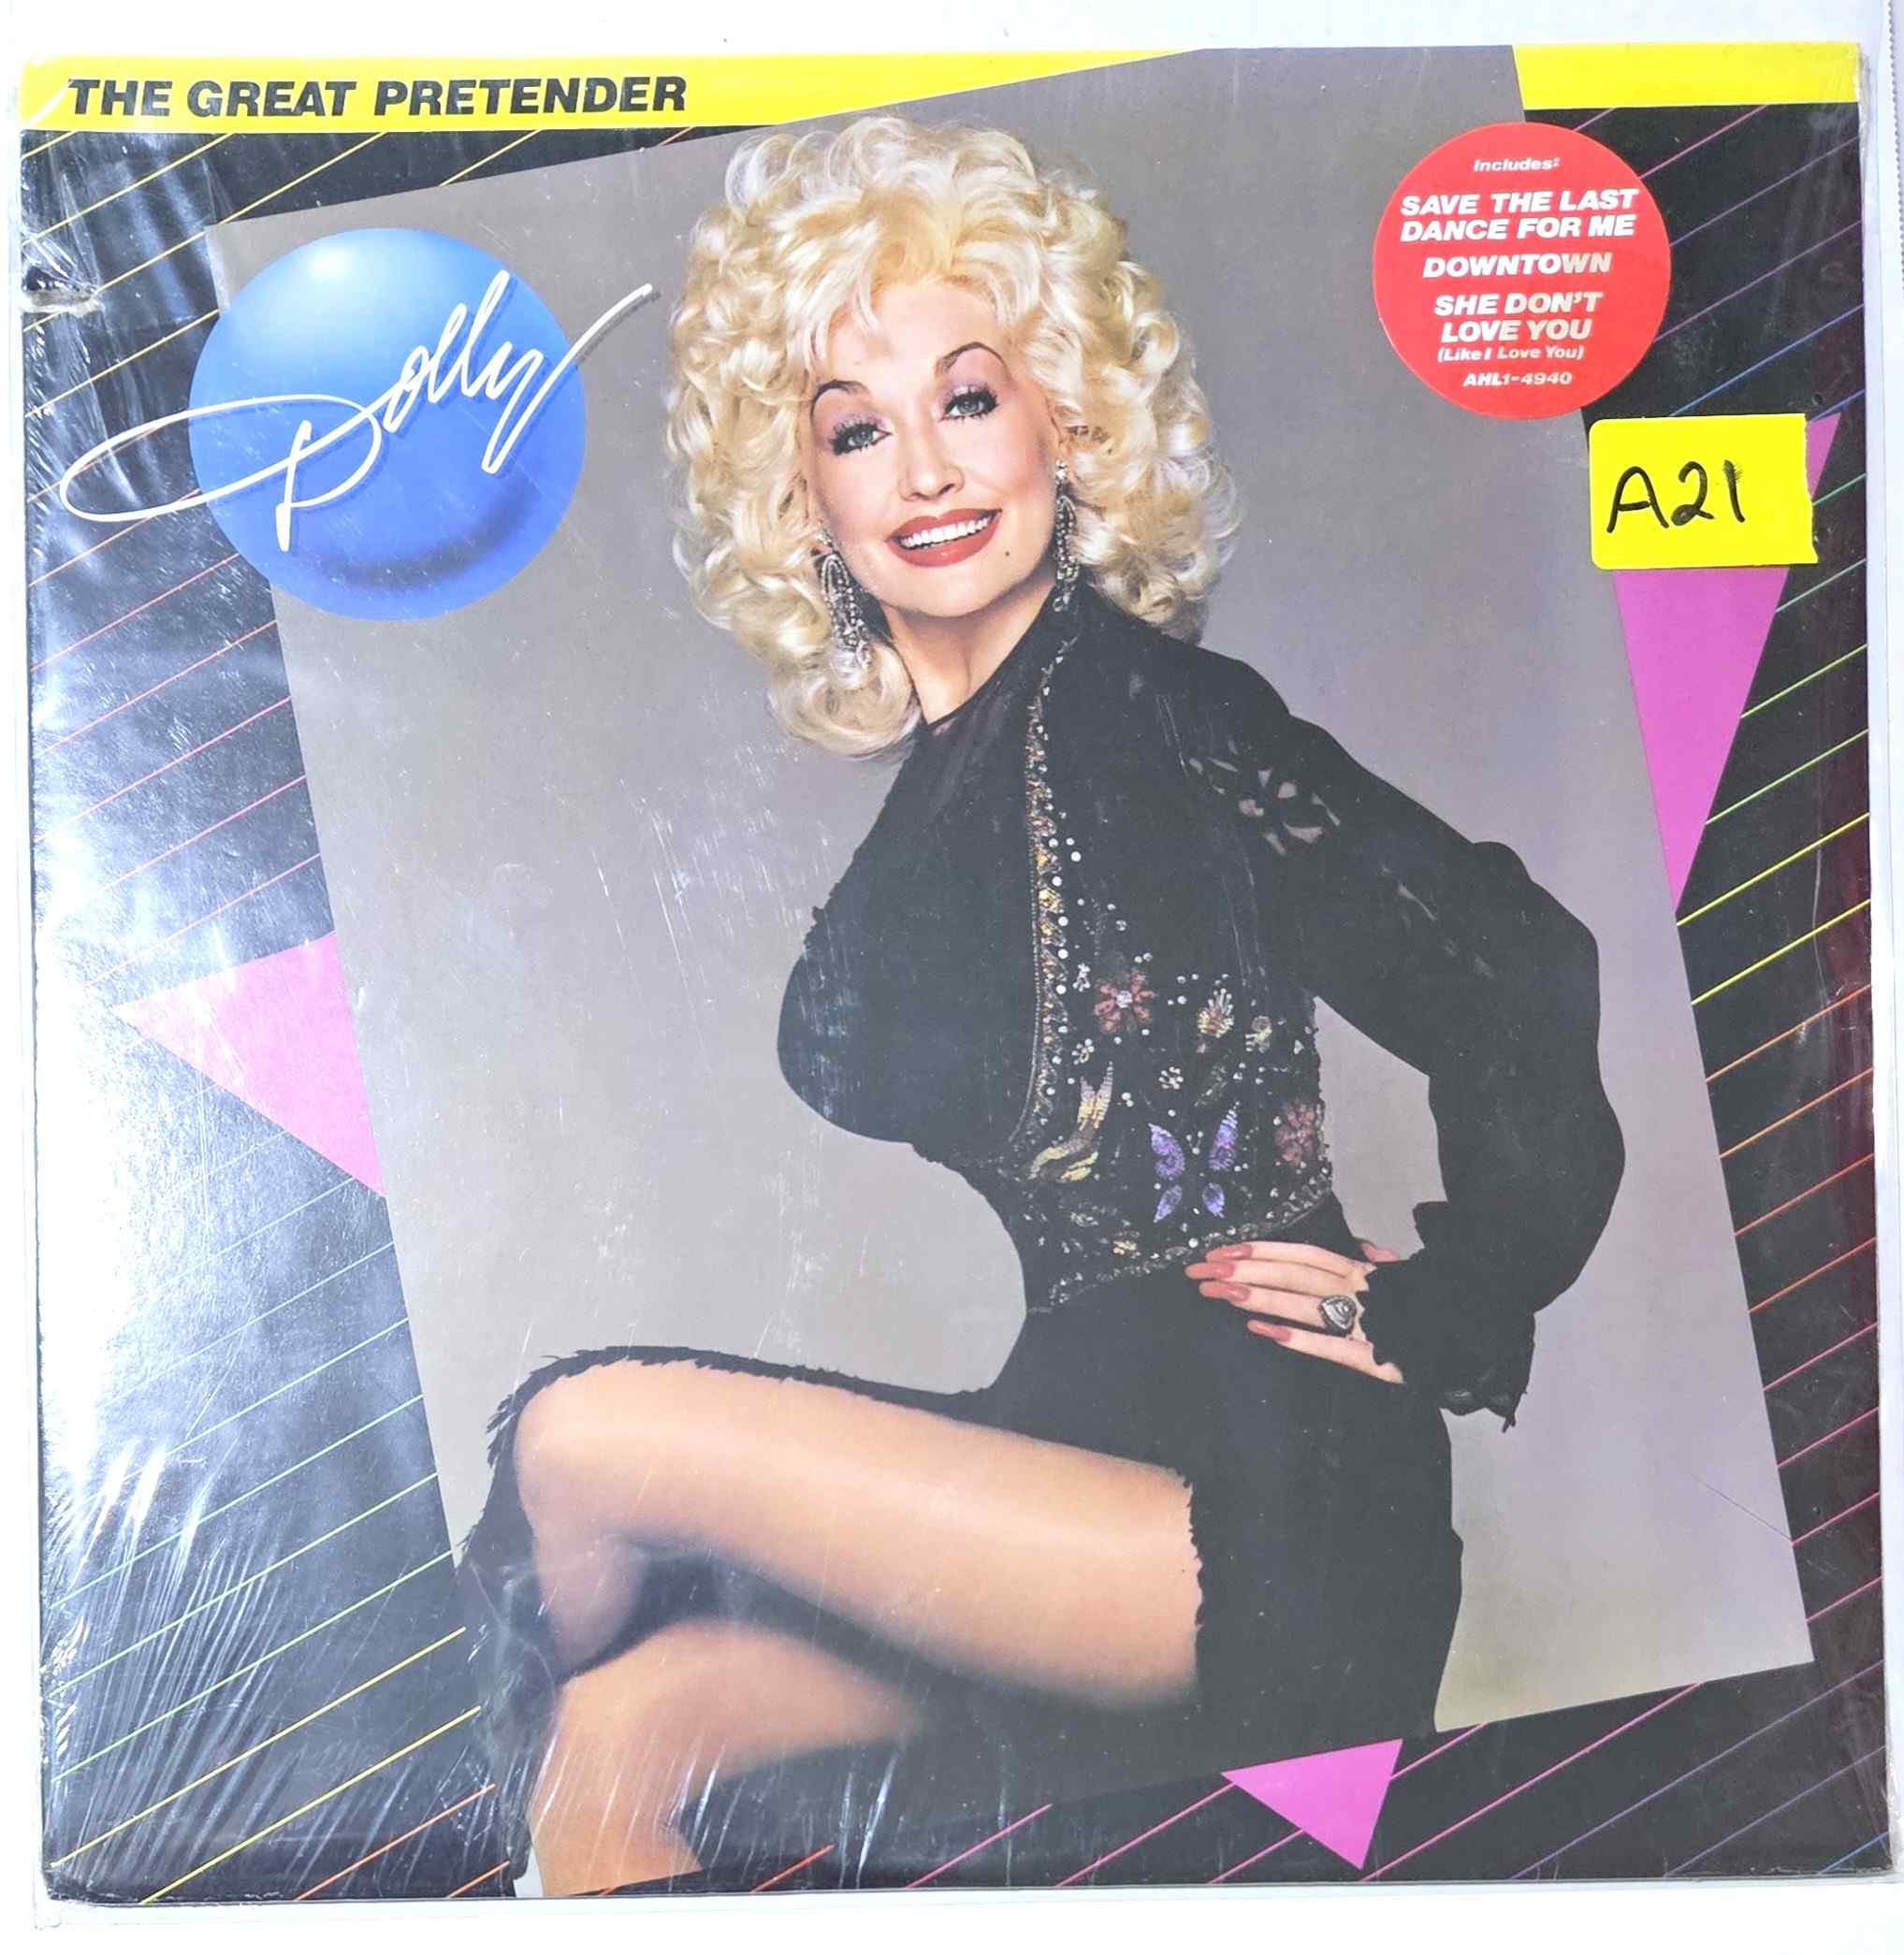 THE GREAT PRETENDER
Dolly
Includes:
SAVE THE LAST
DANCE FOR ME
DOWNTOWN
SHE DON'T
LOVE YOU
(Like I Love You)
AHL1-4940
A21